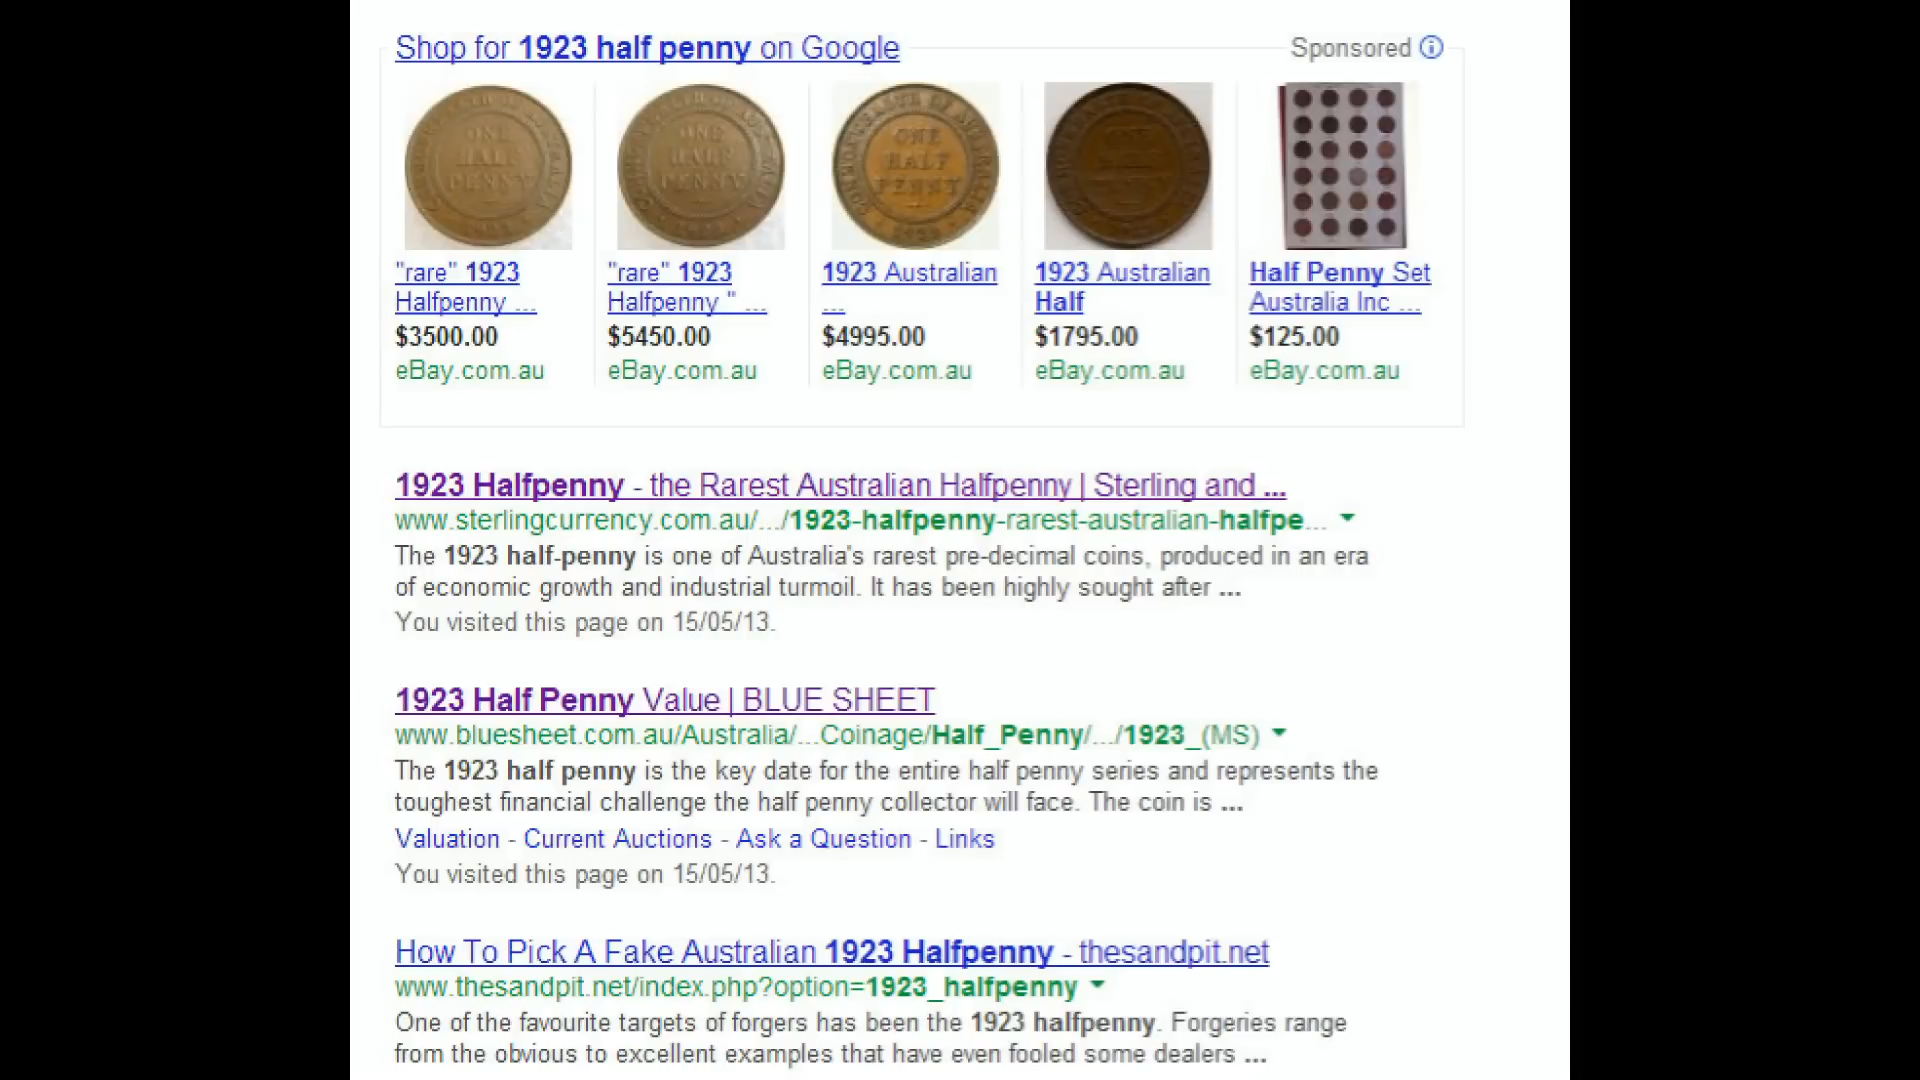 Shop for 1923 half penny on Google
Sponsored
"rare" 1923
Halfpenny ...
$3500.00
eBay.com.au
"rare" 1923
Halfpenny " ...
$5450.00
eBay.com.au
ONE
HALF
PENNY
1923 Australian
...
$4995.00
eBay.com.au
1923 Australian
Half
$1795.00
eBay.com.au
Half Penny Set
Australia Inc ...
$125.00
eBay.com.au
1923 Halfpenny - the Rarest Australian Halfpenny | Sterling and ...
www.sterlingcurrency.com.au/.../1923-halfpenny-rarest-australian-halfpe...
The 1923 half-penny is one of Australia's rarest pre-decimal coins, produced in an era
of economic growth and industrial turmoil. It has been highly sought after ...
You visited this page on 15/05/13.
1923 Half Penny Value | BLUE SHEET
www.bluesheet.com.au/Australia/...Coinage/Half_Penny/.../1923_(MS)
The 1923 half penny is the key date for the entire half penny series and represents the
toughest financial challenge the half penny collector will face. The coin is ...
Valuation - Current Auctions - Ask a Question - Links
You visited this page on 15/05/13.
How To Pick A Fake Australian 1923 Halfpenny - thesandpit.net
www.thesandpit.net/index.php?option=1923_halfpenny
One of the favourite targets of forgers has been the 1923 halfpenny. Forgeries range
from the obvious to excellent examples that have even fooled some dealers ...